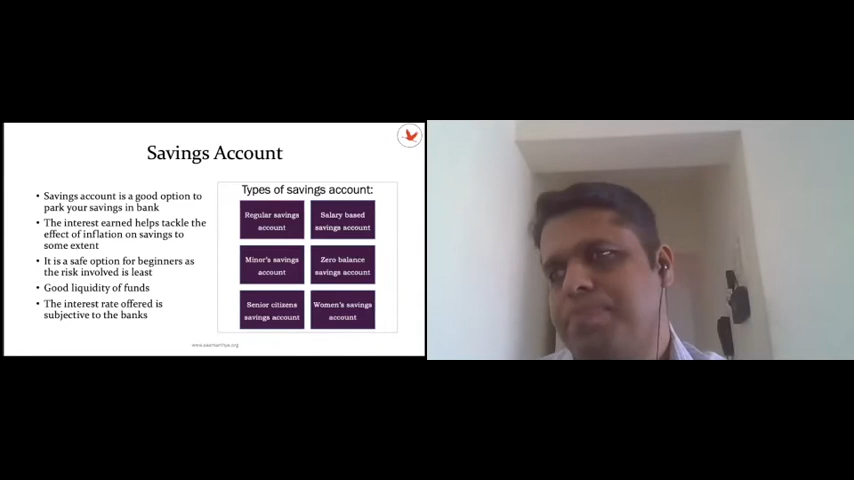 Savings Account
• Savings account is a good option to
park your savings in bank
• The interest earned helps tackle the
effect of inflation on savings to
some extent
• It is a safe option for beginners as
the risk involved is least
• Good liquidity of funds
• The interest rate offered is
subjective to the banks
Types of savings account:
Regular savings
account
Salary based
savings account
Minor's savings
account
Zero balance
savings account
Senior citizens
savings account
Women's savings
account